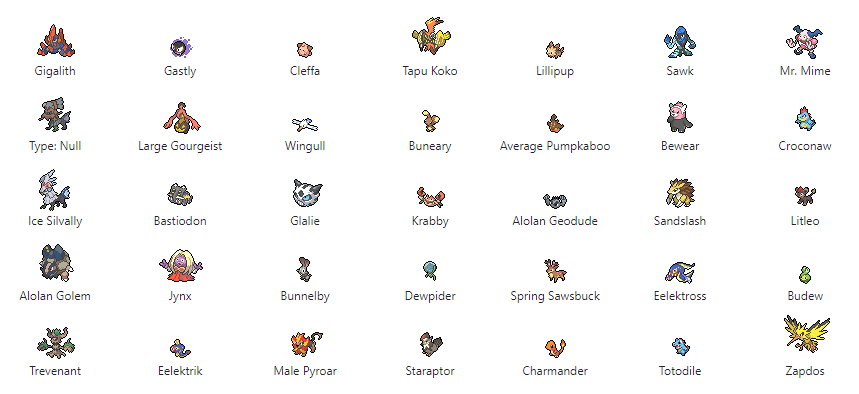 Gigalith Gastly Cleffa Tapu Koko Lillipup Sawk Mr. Mime
Type: Null Large Gourgeist Wingull Buneary Average Pumpkaboo Bewear Croconaw
Ice Silvally Bastiodon Glalie Krabby Alolan Geodude Sandslash Litleo
Alolan Golem Jynx Bunnelby Dewpider Spring Sawsbuck Eelektross Budew
Trevenant Eelektrik Male Pyroar Staraptor Charmander Totodile Zapdos